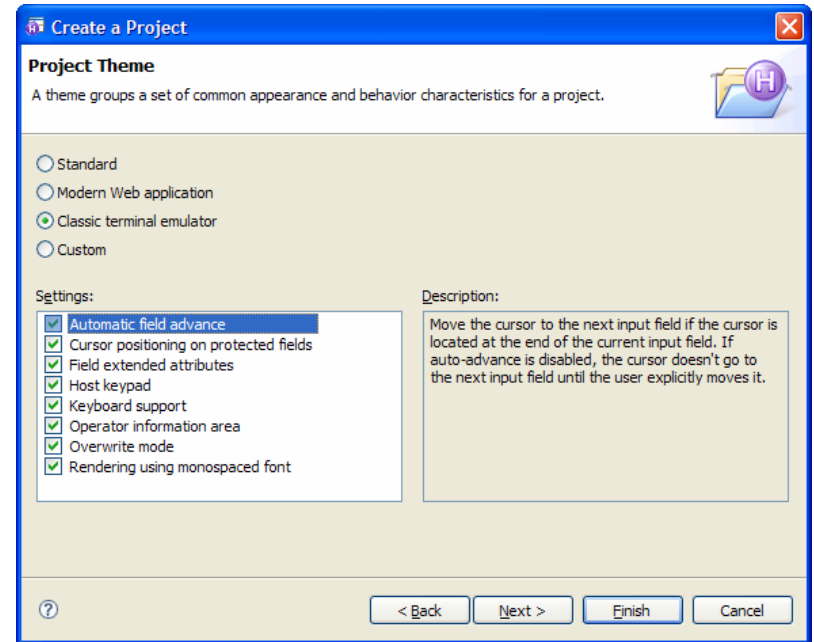 Create a Project
Project Theme
A theme groups a set of common appearance and behavior characteristics for a project.
H
Standard
Modern Web application
Classic terminal emulator
Custom
Settings:
Automatic field advance
Cursor positioning on protected fields
Field extended attributes
Host keypad
Keyboard support
Operator information area
Overwrite mode
Rendering using monospaced font
Description:
Move the cursor to the next input field if the cursor is
located at the end of the current input field. If
auto-advance is disabled, the cursor doesn't go to
the next input field until the user explicitly moves it.
?
< Back
Next >
Finish
Cancel